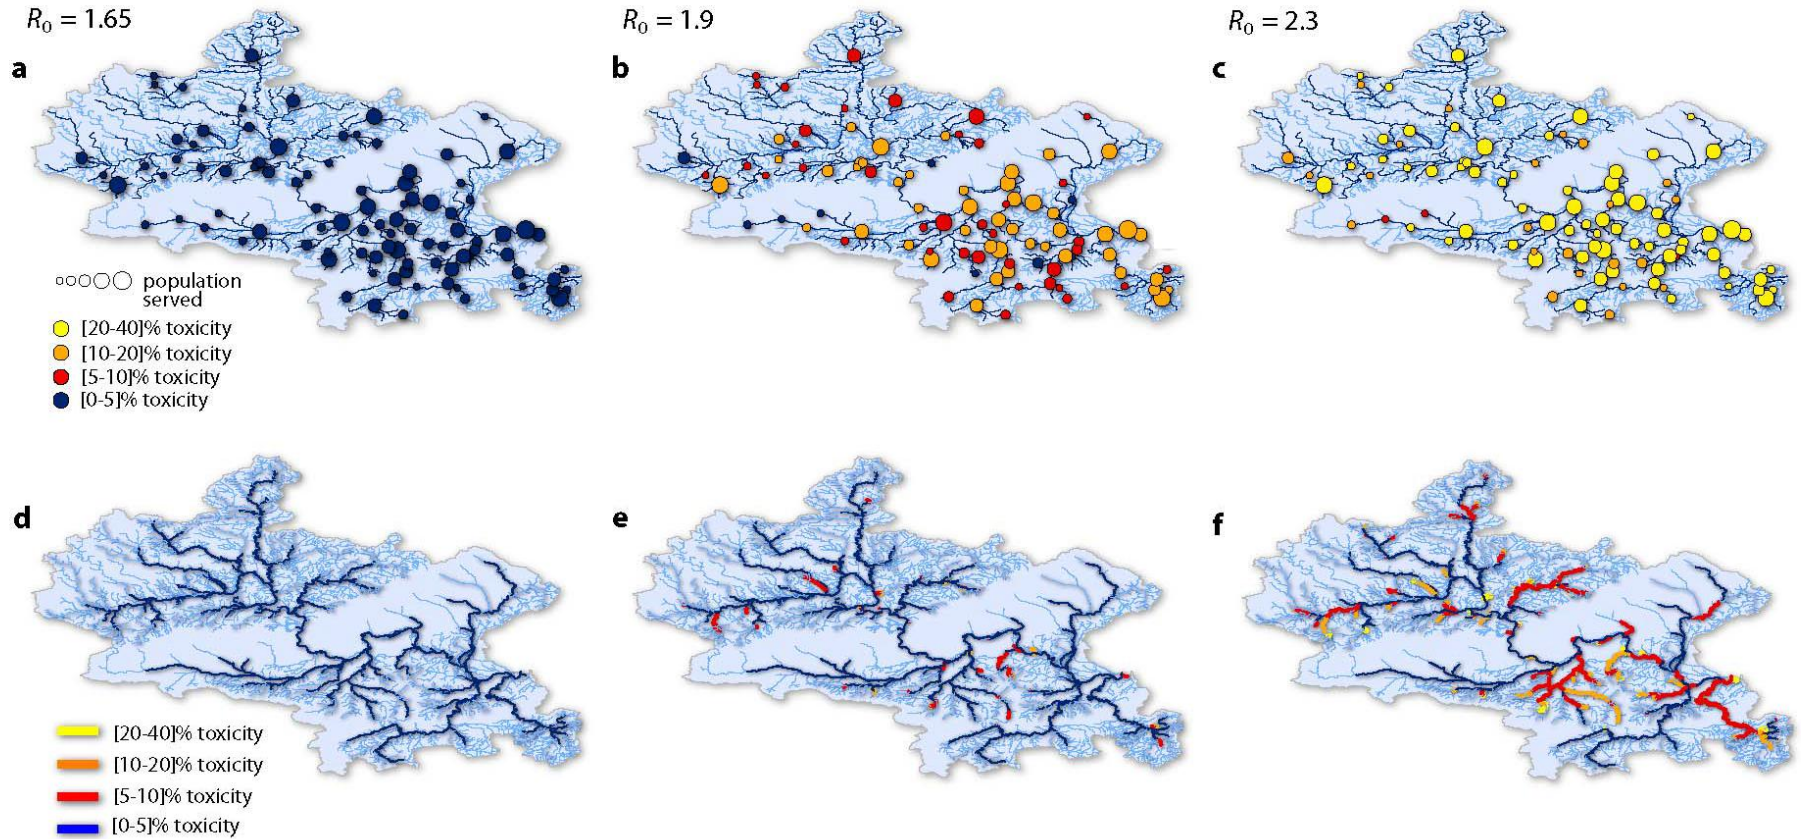 R₀ = 1.65
R₀ = 1.9
R₀ = 2.3
a
b
c
population
served
[20-40]% toxicity
[10-20]% toxicity
[5-10]% toxicity
[0-5]% toxicity
d
e
f
[20-40]% toxicity
[10-20]% toxicity
[5-10]% toxicity
[0-5]% toxicity